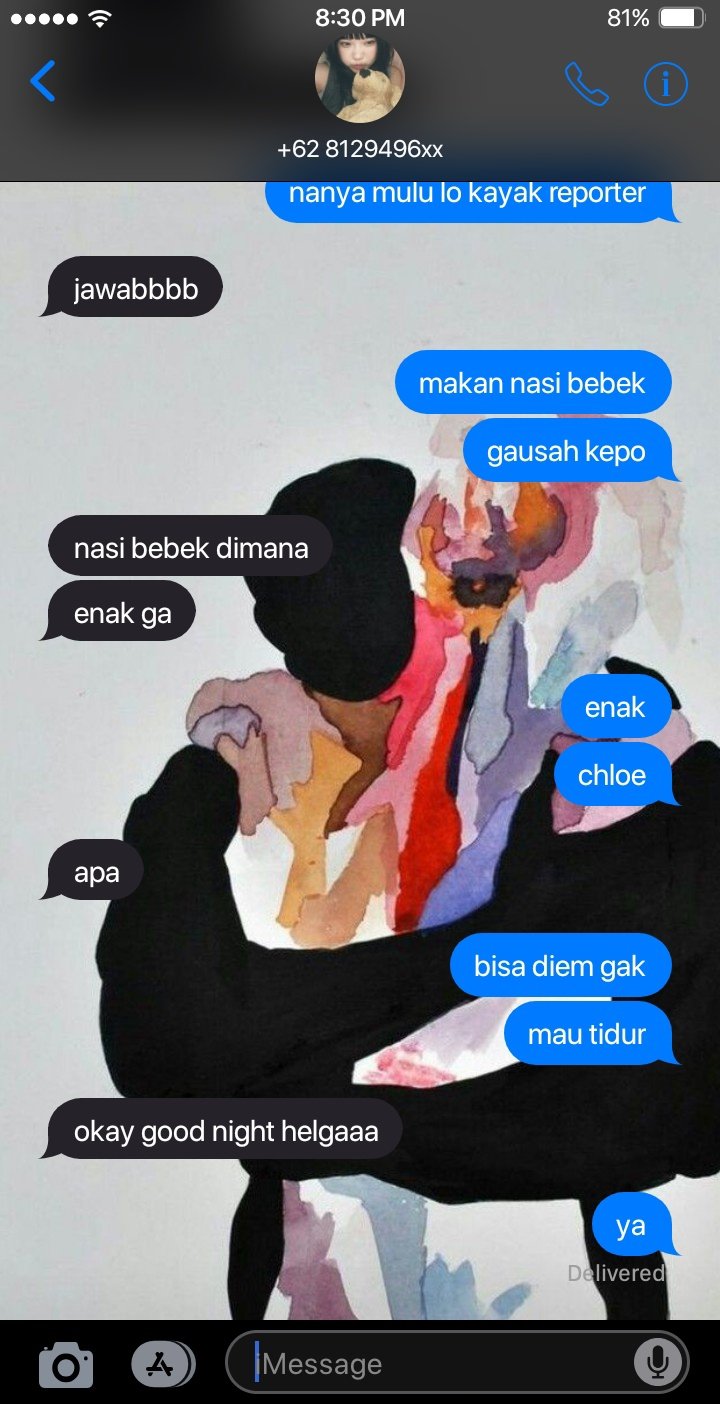 8:30 PM
81%
+62 8129496xx
nanya mulu lo kayak reporter
jawabbbb
makan nasi bebek
gausah kepo
nasi bebek dimana
enak ga
enak
chloe
apa
bisa diem gak
mau tidur
okay good night helgaaa
ya
Delivered
iMessage